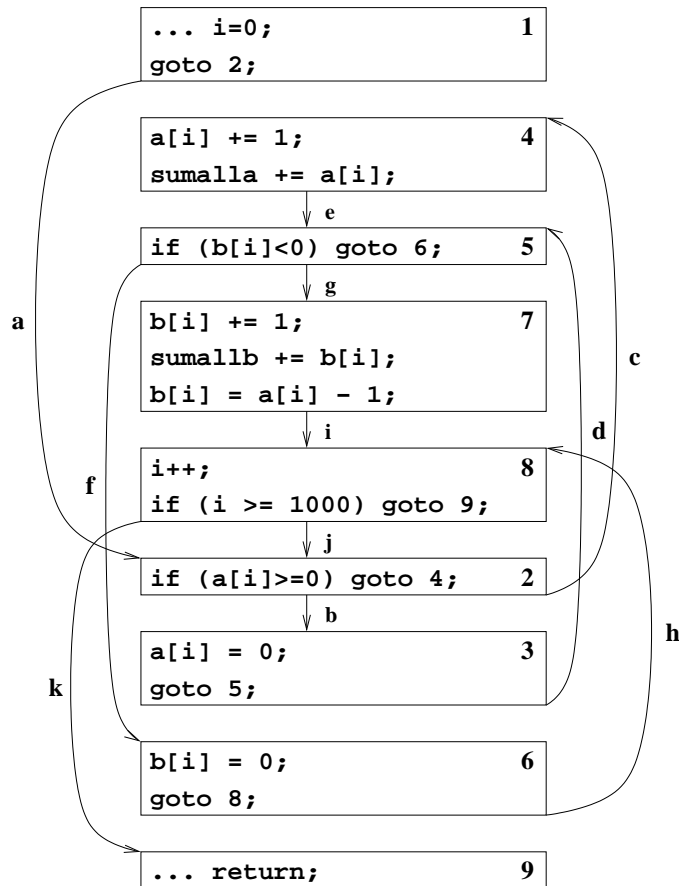 ... i=0; 1
goto 2;
a[i] += 1; 4
sumalla += a[i];
e
if (b[i]<0) goto 6; 5
g
a
b[i] += 1; 7
sumallb += b[i];
c
b[i] = a[i] - 1;
i
d
i++; 8
f
if (i >= 1000) goto 9;
j
if (a[i]>=0) goto 4; 2
b
h
a[i] = 0; 3
k
goto 5;
b[i] = 0; 6
goto 8;
... return; 9